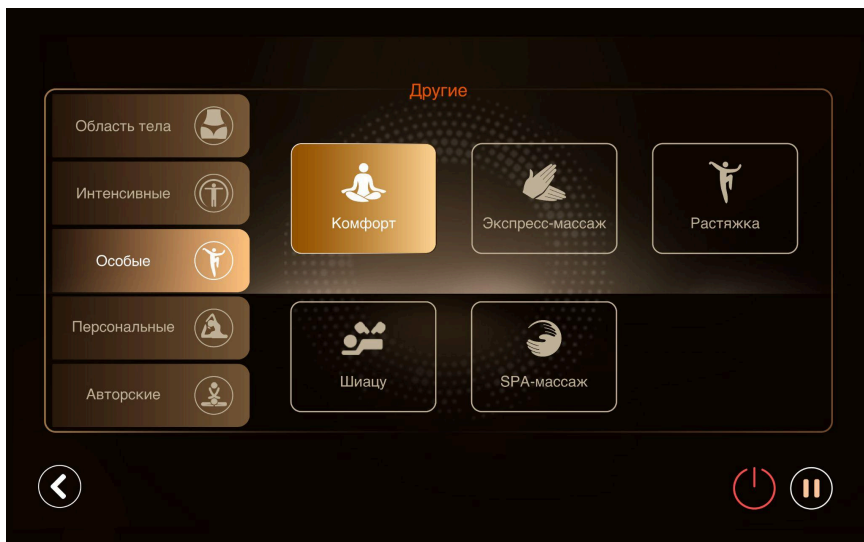 Другие
Область тела
Интенсивные
Особые
Персональные
Авторские
Комфорт
Экспресс-массаж
Растяжка
Шиацу
SPA-массаж